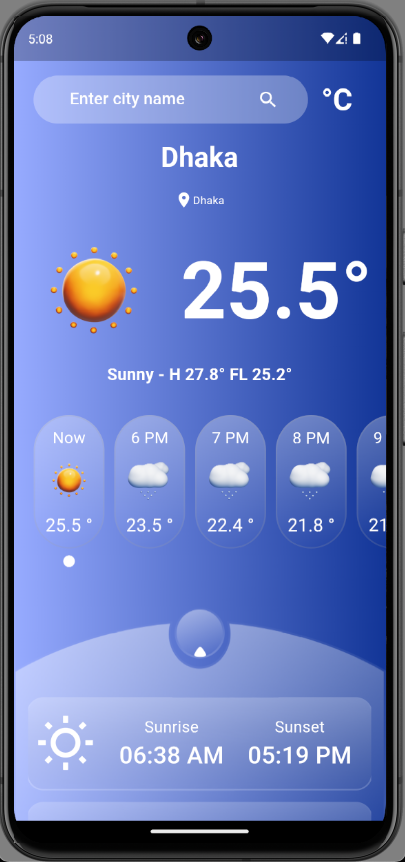 5:08
Enter city name
°C
Dhaka
Dhaka
25.5°
Sunny - H 27.8° FL 25.2°
Now 6 PM 7 PM 8 PM 9
25.5 ° 23.5 ° 22.4 ° 21.8 ° 21
Sunrise Sunset
06:38 AM 05:19 PM